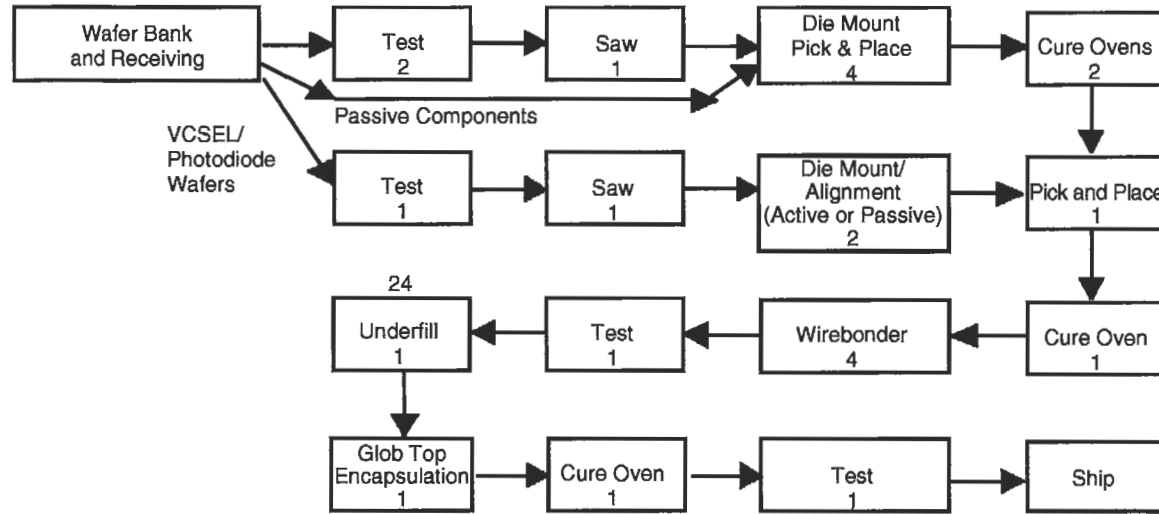 Wafer Bank
and Receiving
Test
2
Saw
1
Die Mount
Pick & Place
4
Cure Ovens
2
Passive Components
VCSEL/
Photodiode
Wafers
Test
1
Saw
1
Die Mount/
Alignment
(Active or Passive)
2
Pick and Place
1
Cure Oven
1
Wirebonder
4
Test
1
24
Underfill
1
Glob Top
Encapsulation
1
Cure Oven
1
Test
1
Ship